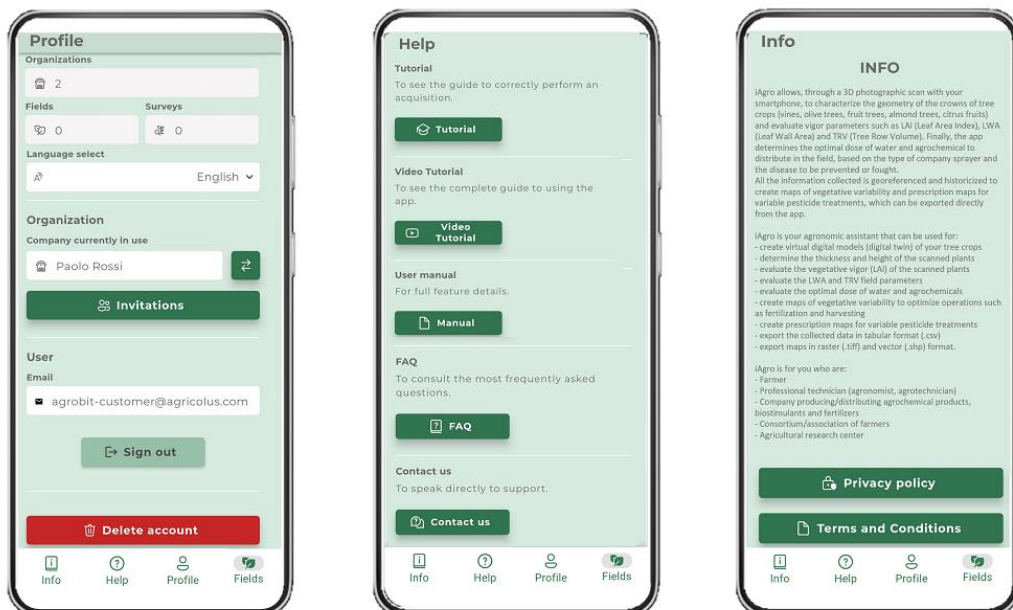 Profile
Organizations
2
Fields Surveys
0 0
Language select
English
Organization
Company currently in use
Paolo Rossi
Invitations
User
Email
agrobit-customer@agricolus.com
Sign out
Delete account
Info Help Profile Fields
Help
Tutorial
To see the guide to correctly perform an
acquisition.
Tutorial
Video Tutorial
To see the complete guide to using the
app.
Video
Tutorial
User manual
For full feature details.
Manual
FAQ
To consult the most frequently asked
questions.
FAQ
Contact us
To speak directly to support.
Contact us
Info Help Profile Fields
Info
INFO
iAgro allows, through a 3D photographic scan with your
smartphone, to characterize the geometry of the crowns of tree
crops (vines, olive trees, fruit trees, almond trees, citrus fruits)
and evaluate vigor parameters such as LAI (Leaf Area Index), LWA
(Leaf Wall Area) and TRV (Tree Row Volume). Finally, the app
determines the optimal dose of water and agrochemical to
distribute in the field, based on the type of company sprayer and
the disease to be prevented or fought.
All the information collected is georeferenced and historicized to
create maps of vegetative variability and prescription maps for
variable pesticide treatments, which can be exported directly
from the app.
iAgro is your agronomic assistant that can be used for:
- create virtual digital models (digital twin) of your tree crops
- determine the thickness and height of the scanned plants
- evaluate the vegetative vigor (LAI) of the scanned plants
- evaluate the LWA and TRV field parameters
- evaluate the optimal dose of water and agrochemicals
- create maps of vegetative variability to optimize operations such
as fertilization and harvesting
- create prescription maps for variable pesticide treatments
- export the collected data in tabular format (.csv)
- export maps in raster (.tiff) and vector (.shp) format.
iAgro is for you who are:
- Farmer
- Professional technician (agronomist, agrotechnician)
- Company producing/distributing agrochemical products,
biostimulants and fertilizers
- Consortium/association of farmers
- Agricultural research center
Privacy policy
Terms and Conditions
Info Help Profile Fields